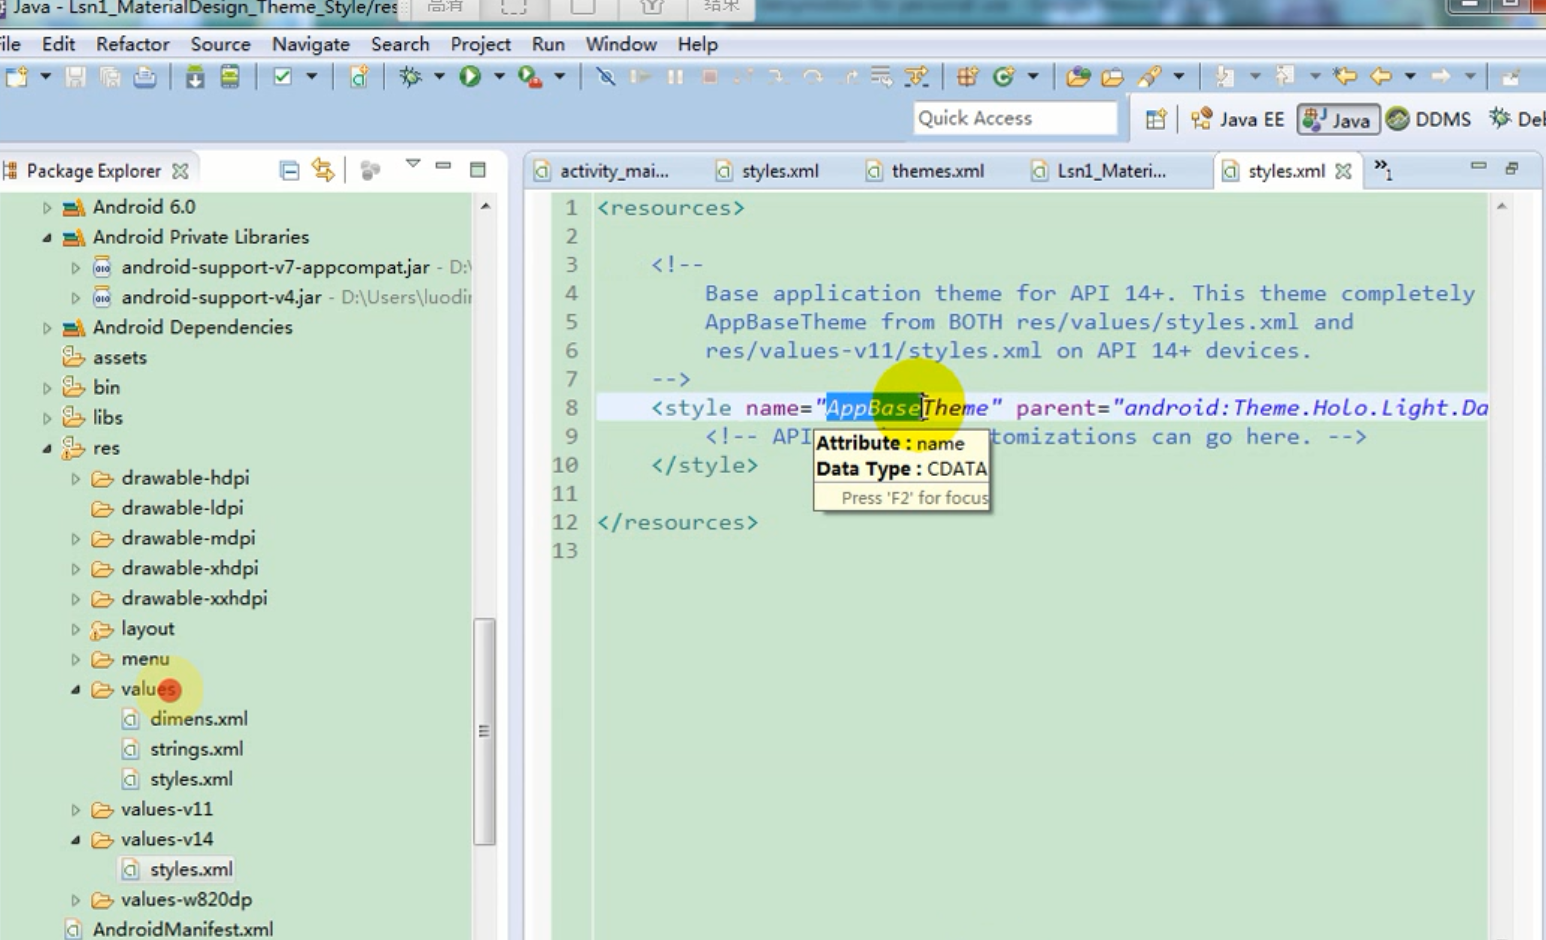 Java - Lsn1_MaterialDesign_Theme_Style/res
高清
结果
File Edit Refactor Source Navigate Search Project Run Window Help
Quick Access
Java EE Java DDMS Deb
Package Explorer
activity_mai... styles.xml themes.xml Lsn1_Materi... styles.xml »1
Android 6.0
Android Private Libraries
android-support-v7-appcompat.jar - D:\
android-support-v4.jar - D:\Users\luodin
Android Dependencies
assets
bin
libs
res
drawable-hdpi
drawable-ldpi
drawable-mdpi
drawable-xhdpi
drawable-xxhdpi
layout
menu
values
dimens.xml
strings.xml
styles.xml
values-v11
values-v14
styles.xml
values-w820dp
AndroidManifest.xml
1 <resources>
2
3 <!--
4 Base application theme for API 14+. This theme completely
5 AppBaseTheme from BOTH res/values/styles.xml and
6 res/values-v11/styles.xml on API 14+ devices.
7 -->
8 <style name="AppBaseTheme" parent="android:Theme.Holo.Light.Da
9 <!-- API tomizations can go here. -->
10 </style>
11
12 </resources>
13
Attribute : name
Data Type : CDATA
Press 'F2' for focus